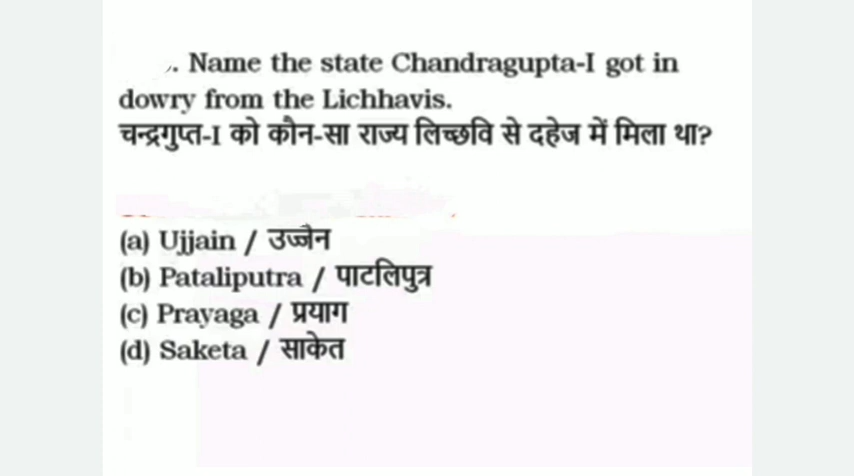 . Name the state Chandragupta-I got in
dowry from the Lichhavis.
चन्द्रगुप्त-I को कौन-सा राज्य लिच्छवि से दहेज में मिला था?
(a) Ujjain / उज्जैन
(b) Pataliputra / पाटलिपुत्र
(c) Prayaga / प्रयाग
(d) Saketa / साकेत